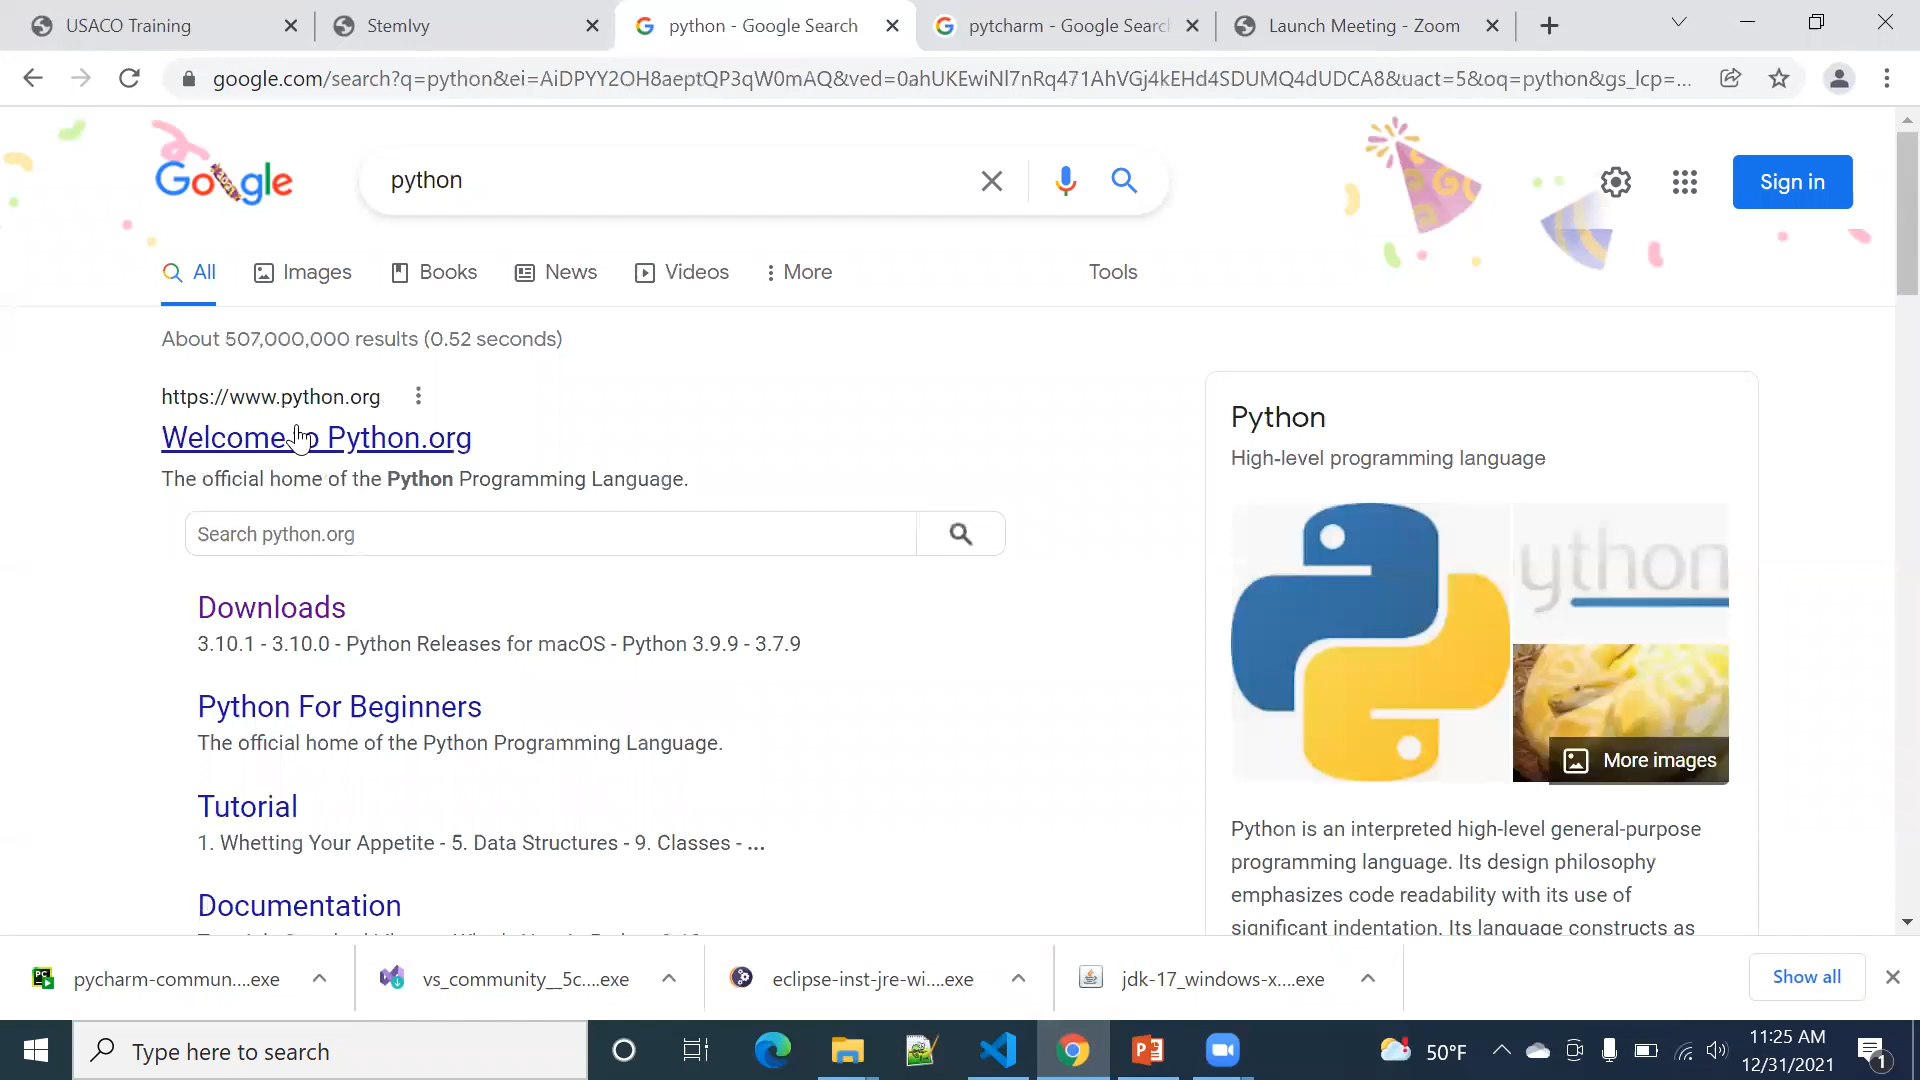 USACO Training
StemIvy
python - Google Search
pytcharm - Google Searc
Launch Meeting - Zoom
google.com/search?q=python&ei=AiDPYY2OH8aeptQP3qW0mAQ&ved=0ahUKEwiNl7nRq471AhVGj4kEHd4SDUMQ4dUDCA8&uact=5&oq=python&gs_lcp=...
Google
python
Sign in
All
Images
Books
News
Videos
More
Tools
About 507,000,000 results (0.52 seconds)
https://www.python.org
Welcome Python.org
The official home of the Python Programming Language.
Search python.org
Downloads
3.10.1 - 3.10.0 - Python Releases for macOS - Python 3.9.9 - 3.7.9
Python For Beginners
The official home of the Python Programming Language.
Tutorial
1. Whetting Your Appetite - 5. Data Structures - 9. Classes - ...
Documentation
Python
High-level programming language
ython
More images
Python is an interpreted high-level general-purpose
programming language. Its design philosophy
emphasizes code readability with its use of
significant indentation. Its language constructs as
pycharm-commun....exe
vs_community__5c....exe
eclipse-inst-jre-wi....exe
jdk-17_windows-x....exe
Show all
Type here to search
50°F
11:25 AM
12/31/2021
1